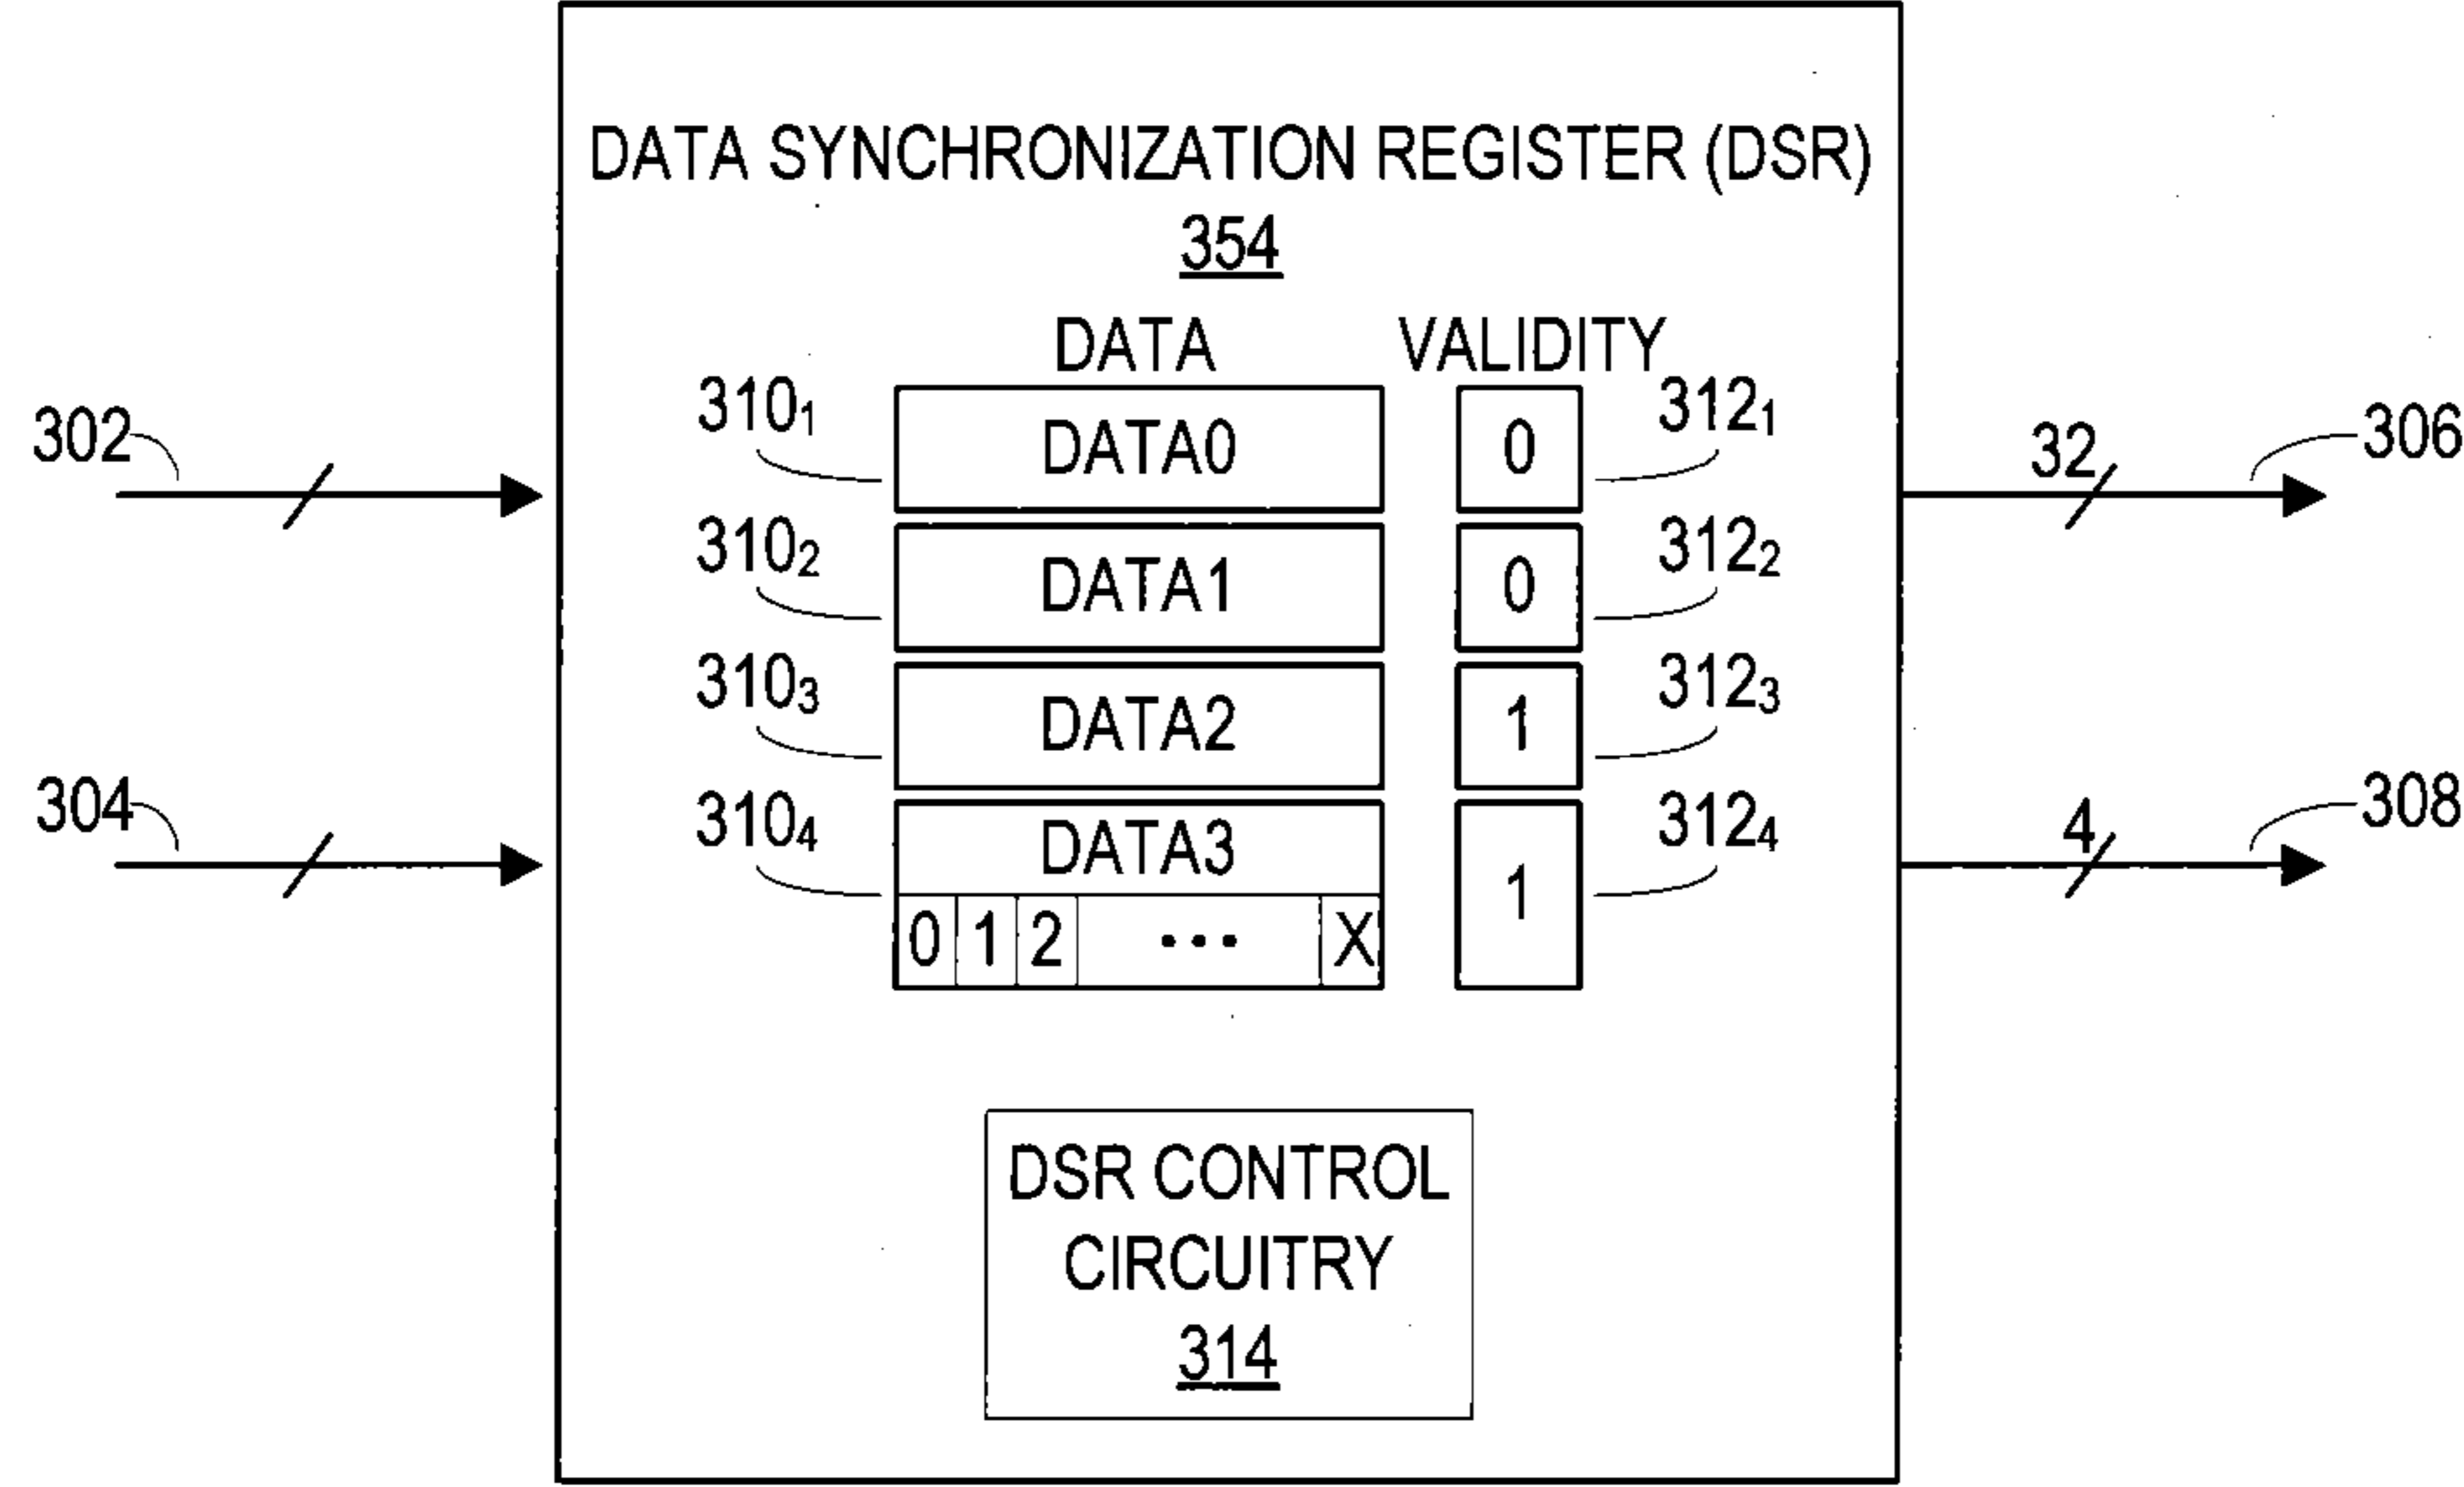 DATA SYNCHRONIZATION REGISTER (DSR)
354
DATA VALIDITY
310₁ DATA0 0 312₁
302 32 306
310₂ DATA1 0 312₂
310₃ DATA2 1 312₃
304 310₄ DATA3 1 312₄ 4 308
0 1 2 ••• X
DSR CONTROL
CIRCUITRY
314